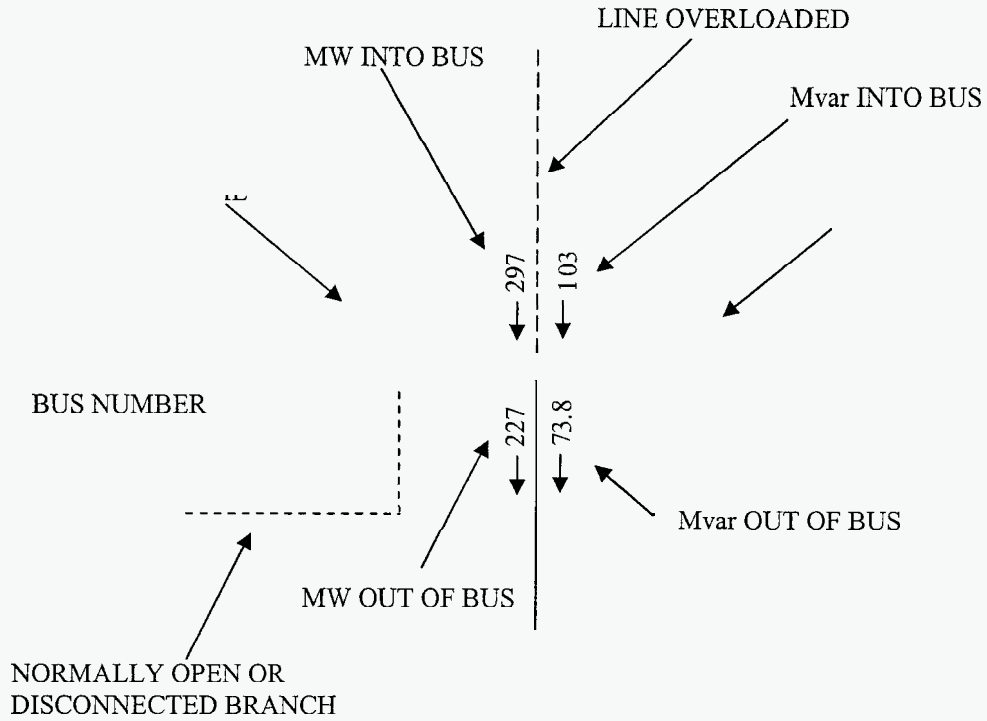 LINE OVERLOADED
MW INTO BUS
Mvar INTO BUS
297
103
BUS NUMBER
227
73.8
Mvar OUT OF BUS
MW OUT OF BUS
NORMALLY OPEN OR
DISCONNECTED BRANCH